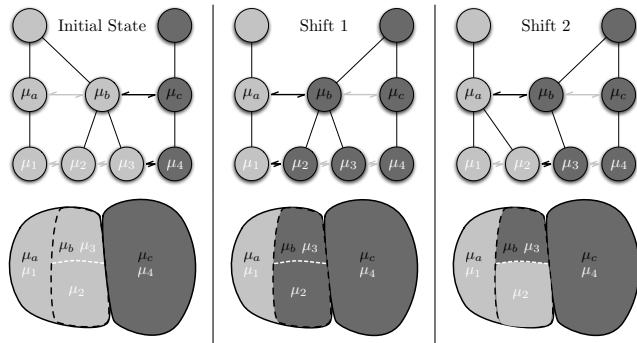 Initial State
Shift 1
Shift 2
μa μb μc
μa μb μc
μa μb μc
μ1 μ2 μ3 μ4
μ1 μ2 μ3 μ4
μ1 μ2 μ3 μ4
μb μ3
μa μc
μ1 μ4
μ2
μb μ3
μa μc
μ1 μ4
μ2
μb μ3
μa μc
μ1 μ4
μ2